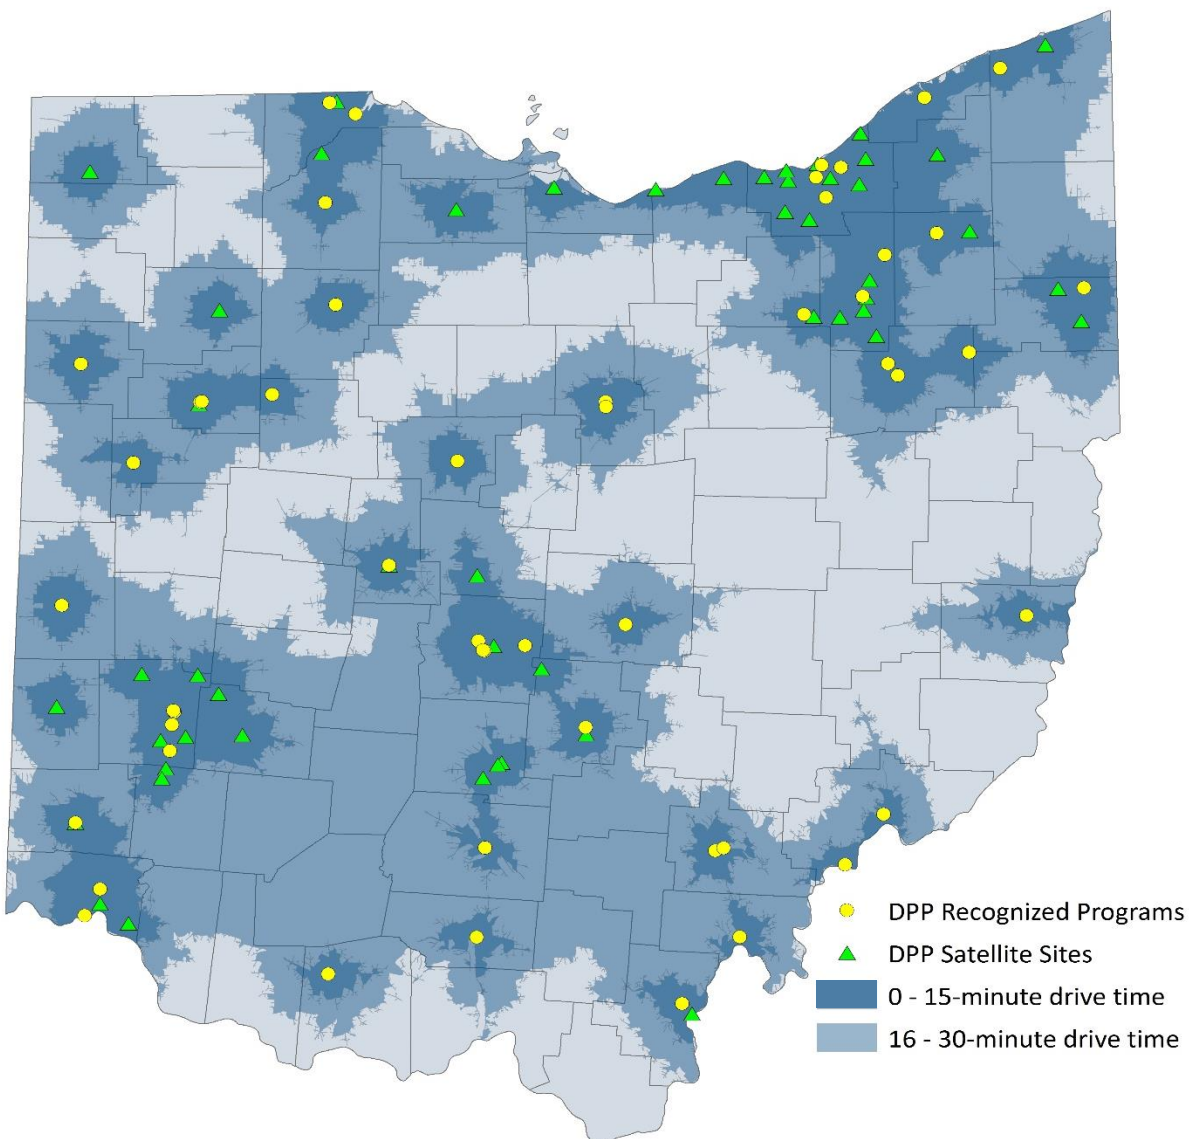 DPP Recognized Programs
DPP Satellite Sites
0 - 15-minute drive time
16 - 30-minute drive time